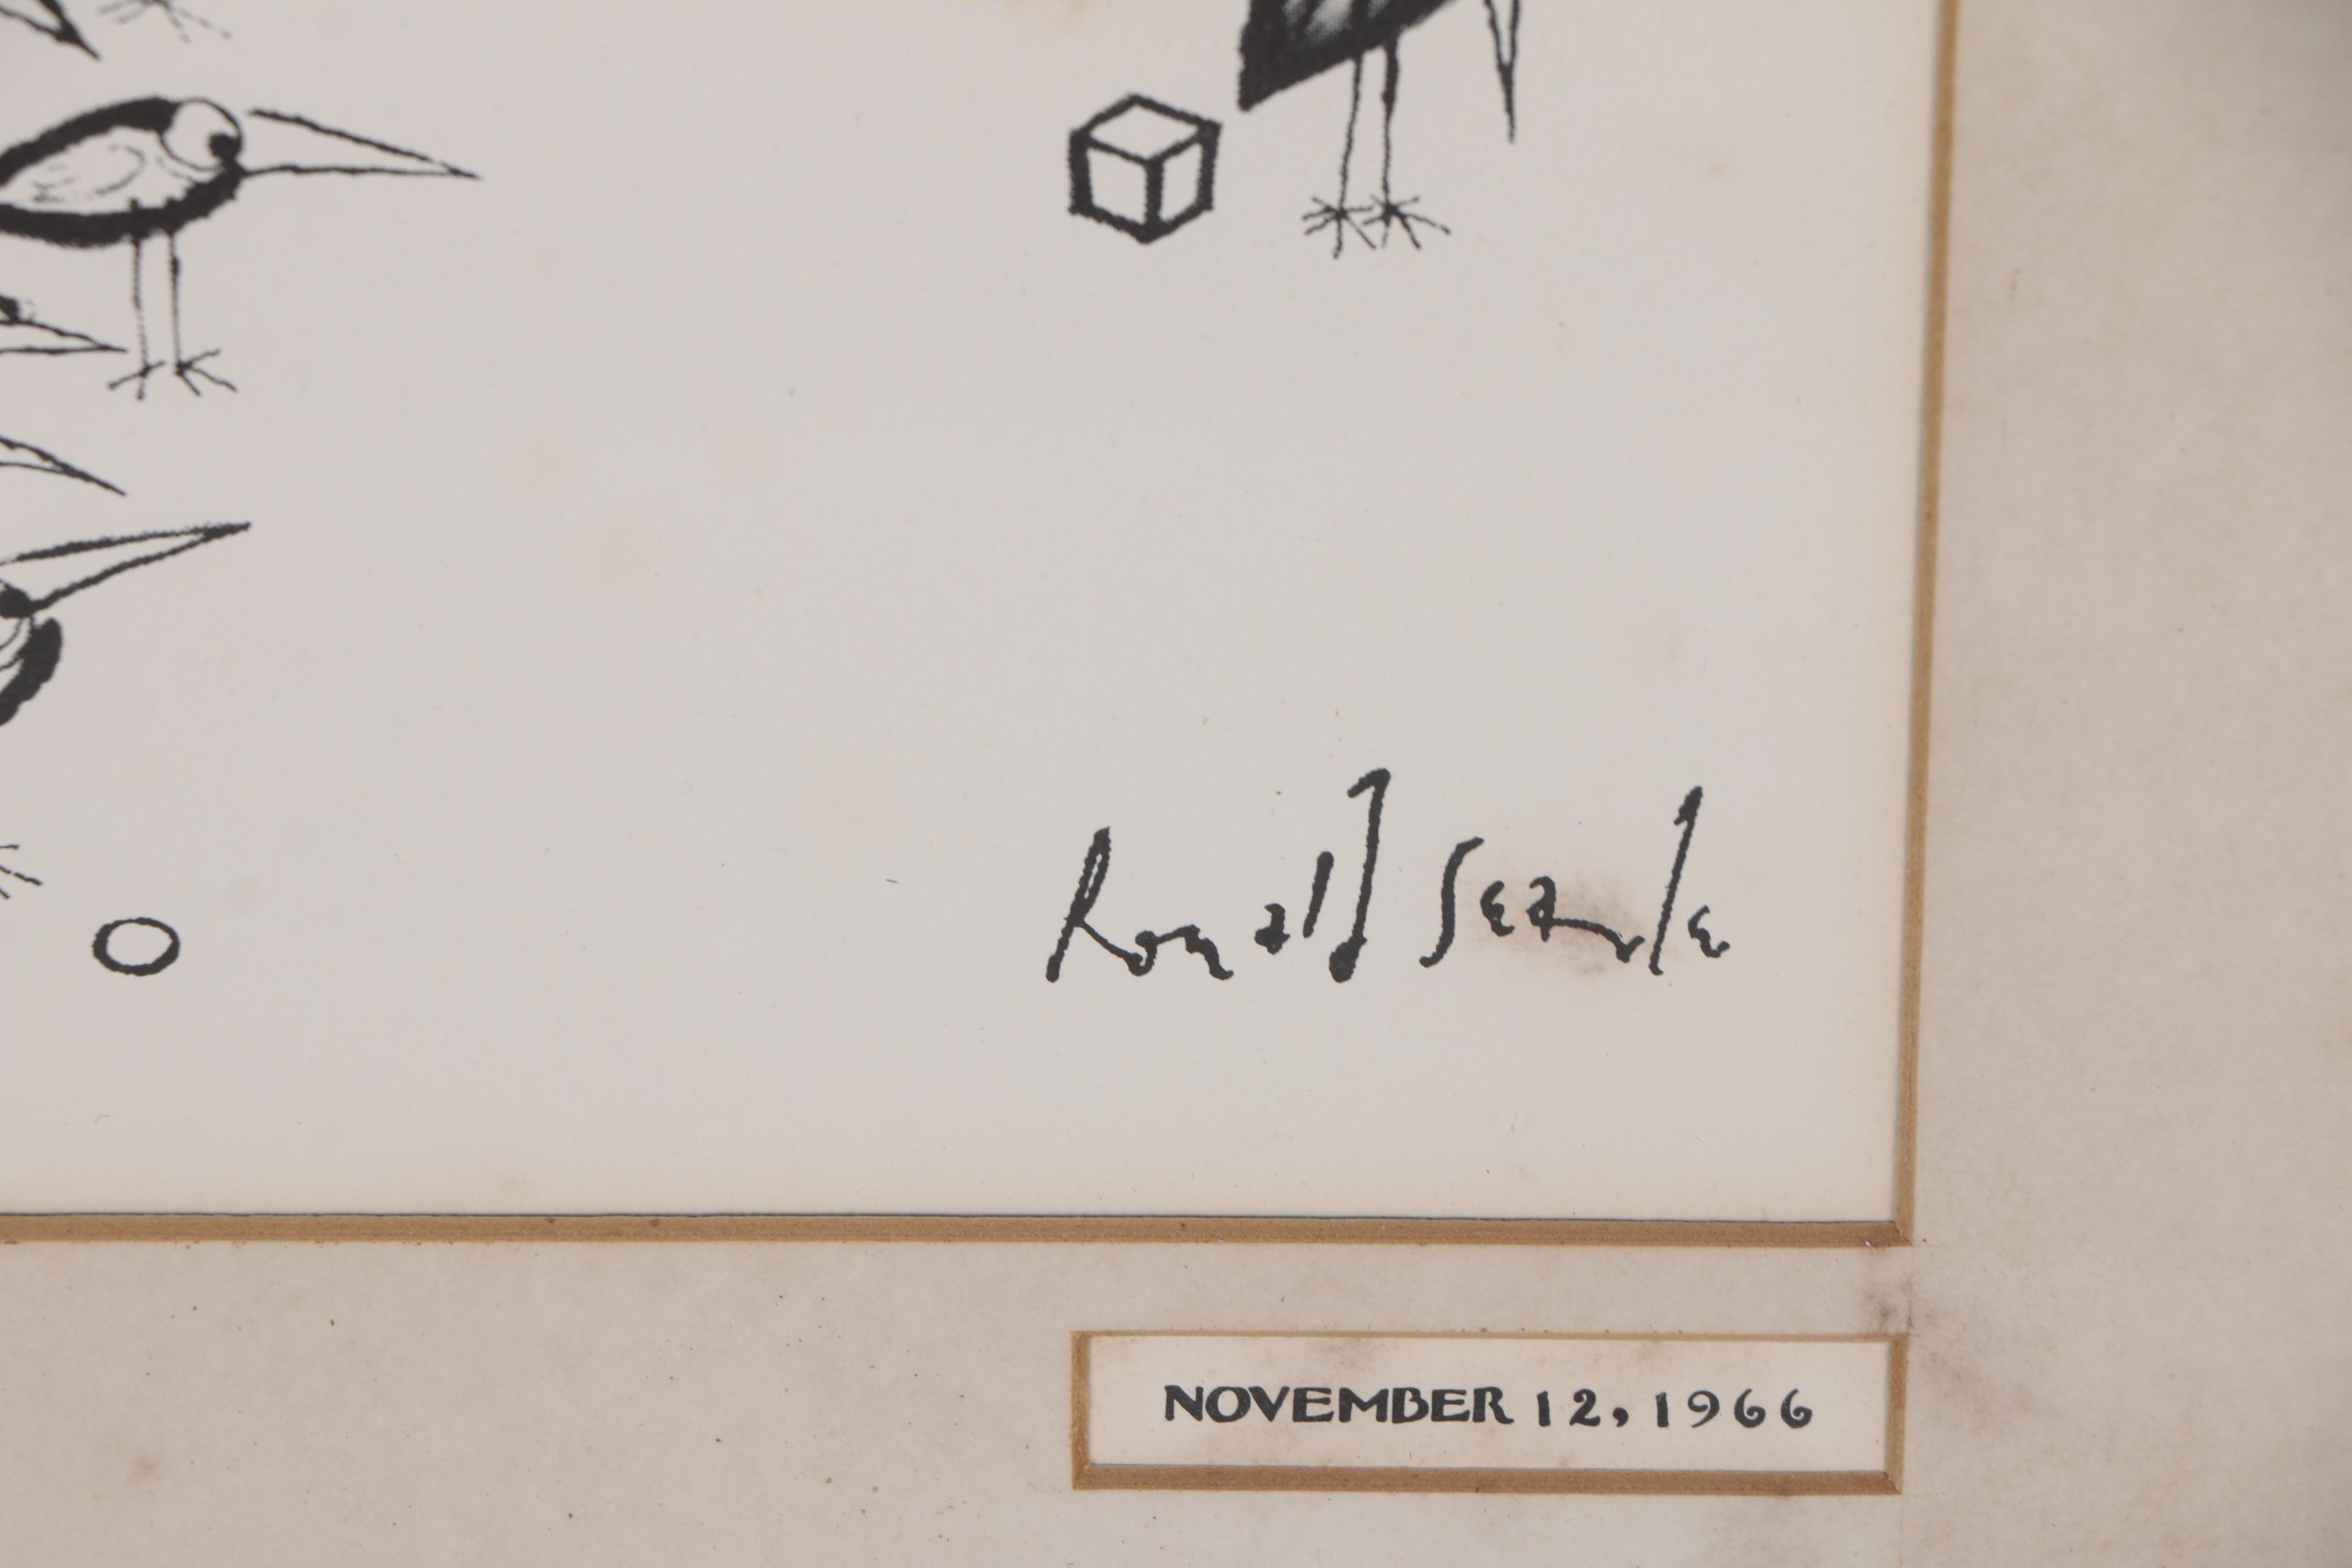 Ronald Searle
NOVEMBER 12, 1966